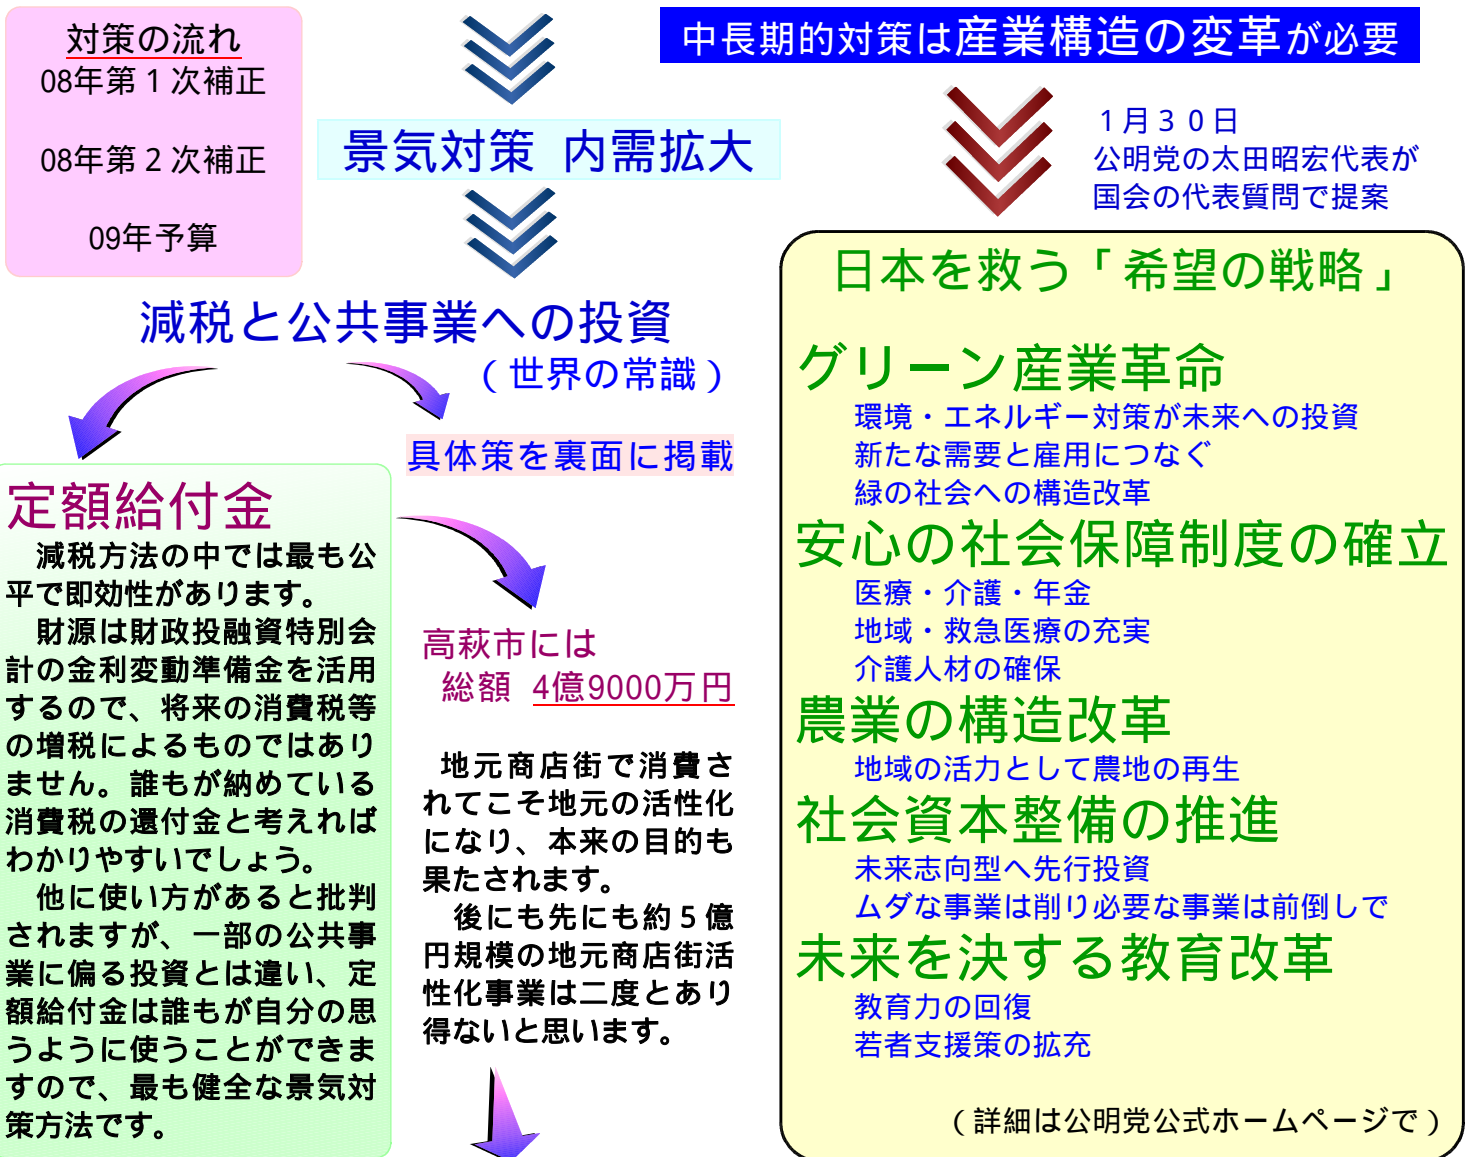 対策の流れ
08年第１次補正
08年第２次補正
09年予算
景気対策 内需拡大
減税と公共事業への投資
（世界の常識）
具体策を裏面に掲載
定額給付金
減税方法の中では最も公
平で即効性があります。
財源は財政投融資特別会
計の金利変動準備金を活用
するので、将来の消費税等
の増税によるものではあり
ません。誰もが納めている
消費税の還付金と考えれば
わかりやすいでしょう。
他に使い方があると批判
されますが、一部の公共事
業に偏る投資とは違い、定
額給付金は誰もが自分の思
うように使うことができま
すので、最も健全な景気対
策方法です。
高萩市には
総額 4億9000万円
地元商店街で消費さ
れてこそ地元の活性化
になり、本来の目的も
果たされます。
後にも先にも約５億
円規模の地元商店街活
性化事業は二度とあり
得ないと思います。
中長期的対策は産業構造の変革が必要
１月３０日
公明党の太田昭宏代表が
国会の代表質問で提案
日本を救う「希望の戦略」
グリーン産業革命
環境・エネルギー対策が未来への投資
新たな需要と雇用につなぐ
緑の社会への構造改革
安心の社会保障制度の確立
医療・介護・年金
地域・救急医療の充実
介護人材の確保
農業の構造改革
地域の活力として農地の再生
社会資本整備の推進
未来志向型へ先行投資
ムダな事業は削り必要な事業は前倒しで
未来を決する教育改革
教育力の回復
若者支援策の拡充
（詳細は公明党公式ホームページで）